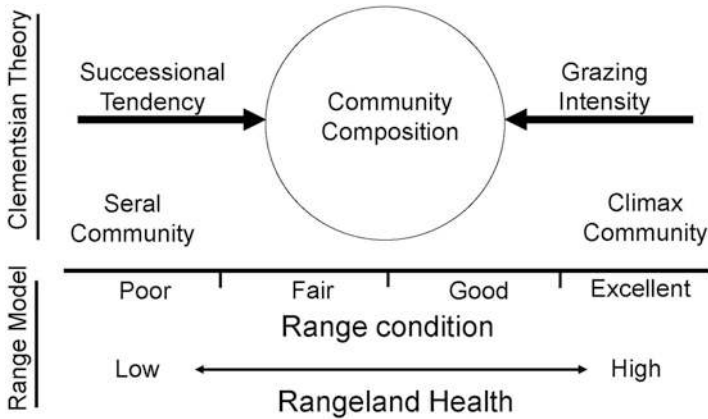 Clementsian Theory
Successional
Tendency
Community
Composition
Grazing
Intensity
Seral
Community
Climax
Community
Range Model
Poor
Fair
Good
Excellent
Range condition
Low
High
Rangeland Health